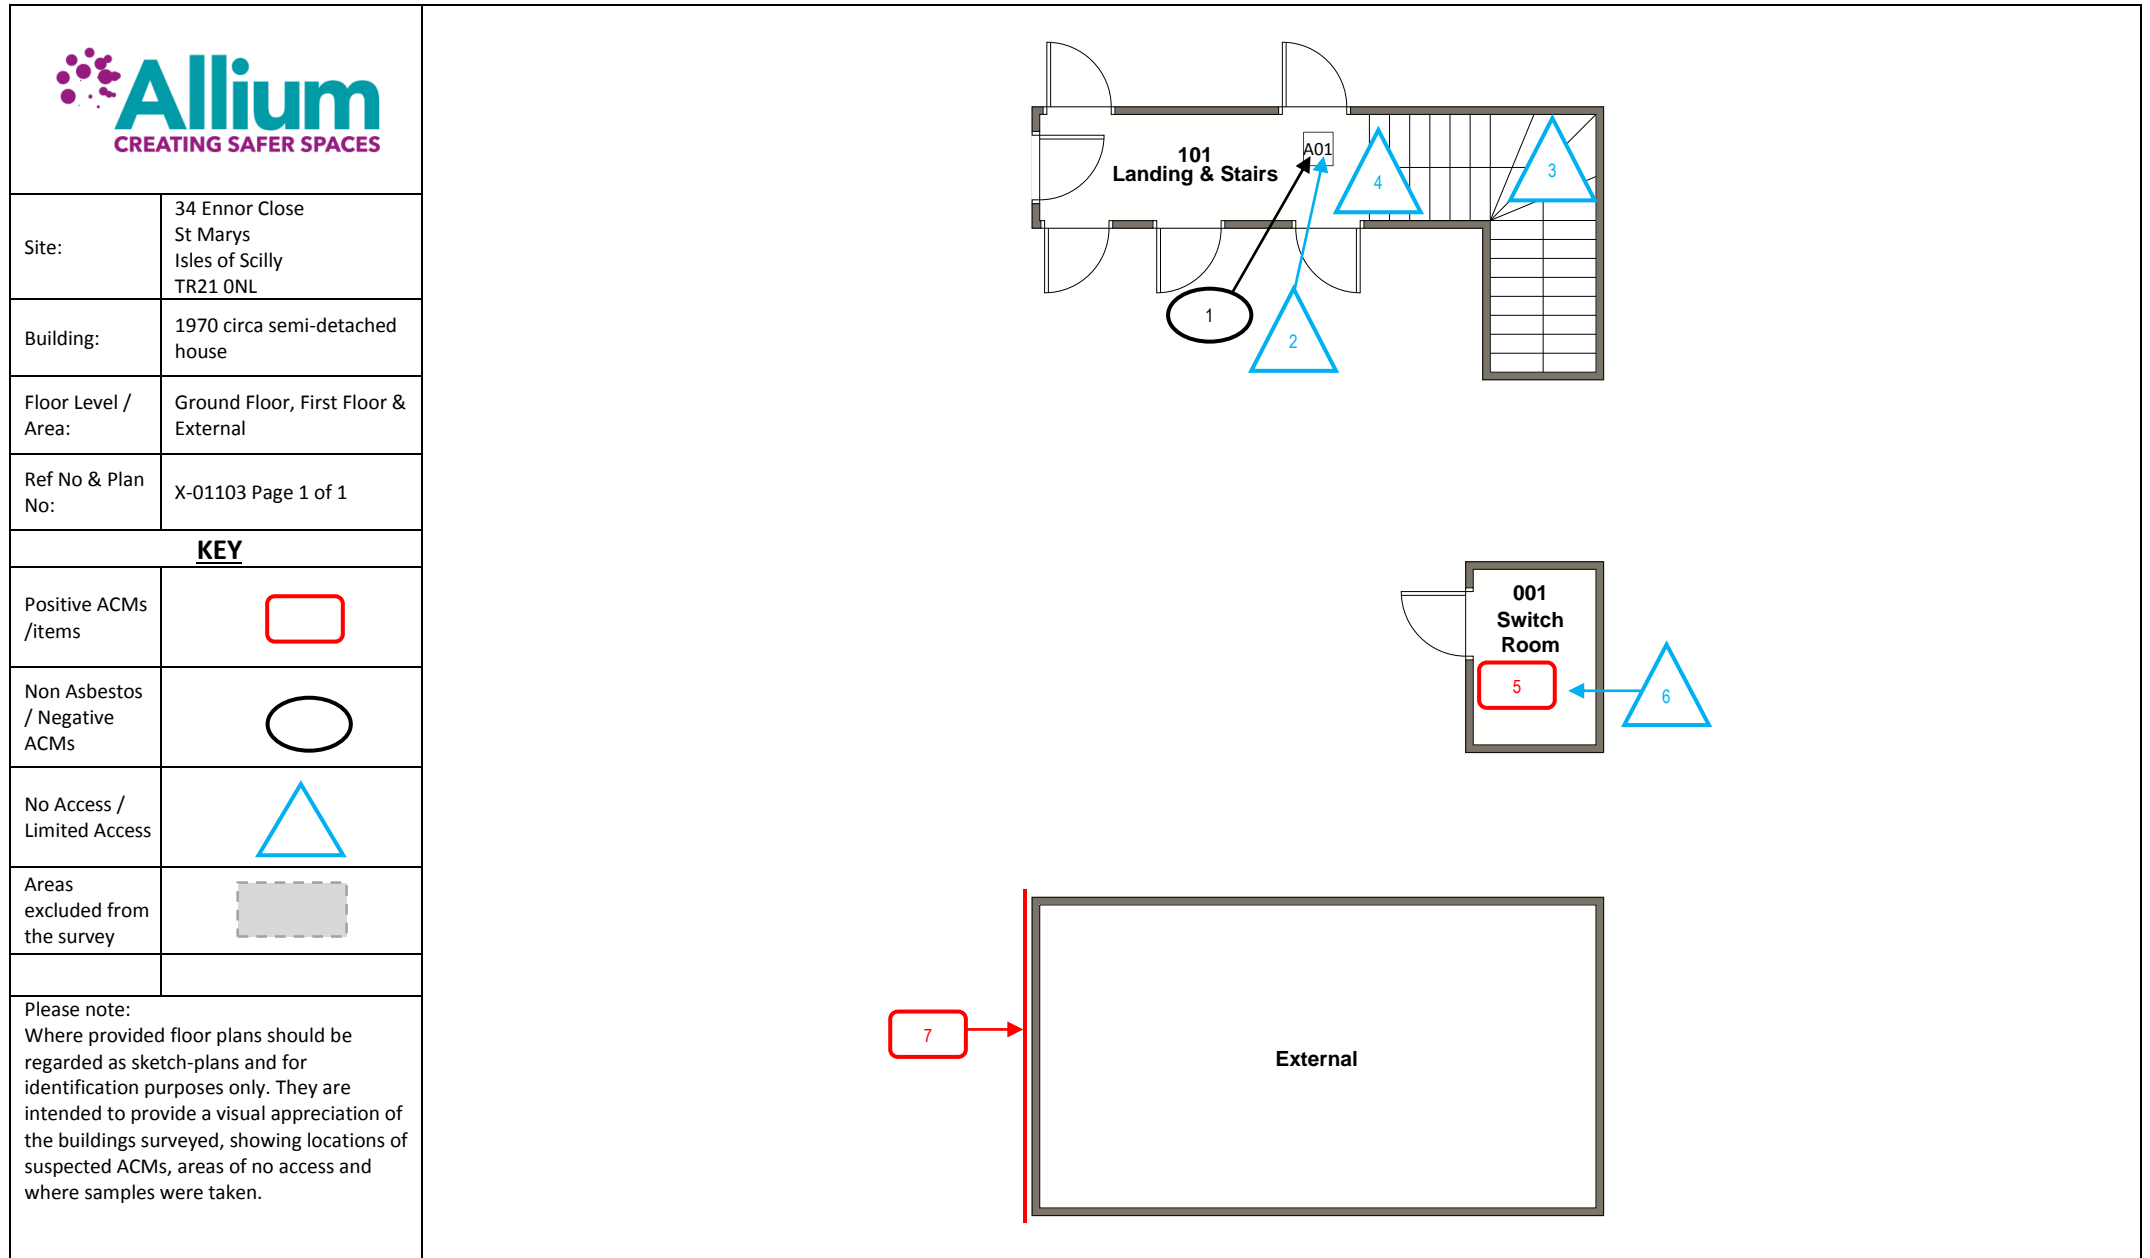 Allium
CREATING SAFER SPACES
Site:
34 Ennor Close
St Marys
Isles of Scilly
TR21 0NL
Building:
1970 circa semi-detached
house
Floor Level /
Area:
Ground Floor, First Floor &
External
Ref No & Plan
No:
X-01103 Page 1 of 1
KEY
Positive ACMs
/items
Non Asbestos
/ Negative
ACMs
No Access /
Limited Access
Areas
excluded from
the survey
Please note:
Where provided floor plans should be
regarded as sketch-plans and for
identification purposes only. They are
intended to provide a visual appreciation of
the buildings surveyed, showing locations of
suspected ACMs, areas of no access and
where samples were taken.
101
Landing & Stairs
A01
4
3
1
2
001
Switch
Room
5
6
7
External